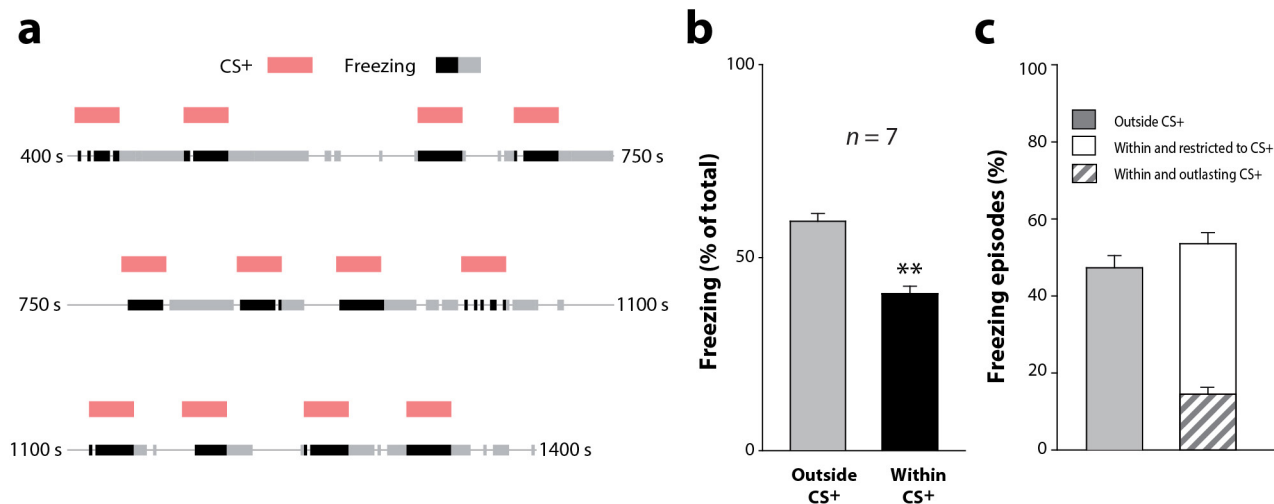 a
CS+
Freezing
400 s
750 s
750 s
1100 s
1100 s
1400 s
b
Freezing (% of total)
100
50
0
n = 7
**
Outside
CS+
Within
CS+
c
Freezing episodes (%)
100
80
60
40
20
0
Outside CS+
Within and restricted to CS+
Within and outlasting CS+